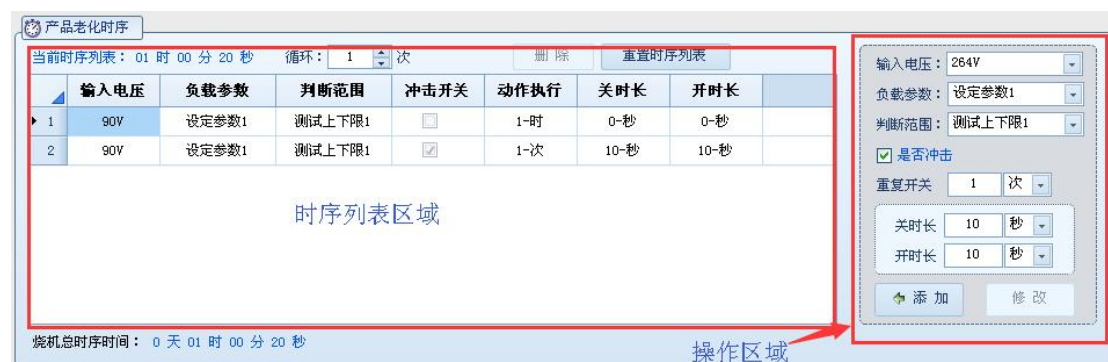 产品老化时序
当前时序列表： 01 时 00 分 20 秒 循环： 1 次 删 除 重置时序列表
输入电压 负载参数 判断范围 冲击开关 动作执行 关时长 开时长
1 90V 设定参数1 测试上下限1 1-时 0-秒 0-秒
2 90V 设定参数1 测试上下限1 1-次 10-秒 10-秒
时序列表区域
烧机总时序时间： 0 天 01 时 00 分 20 秒
输入电压： 264V
负载参数： 设定参数1
判断范围： 测试上下限1
是否冲击
重复开关 1 次
关时长 10 秒
开时长 10 秒
添 加 修 改
操作区域